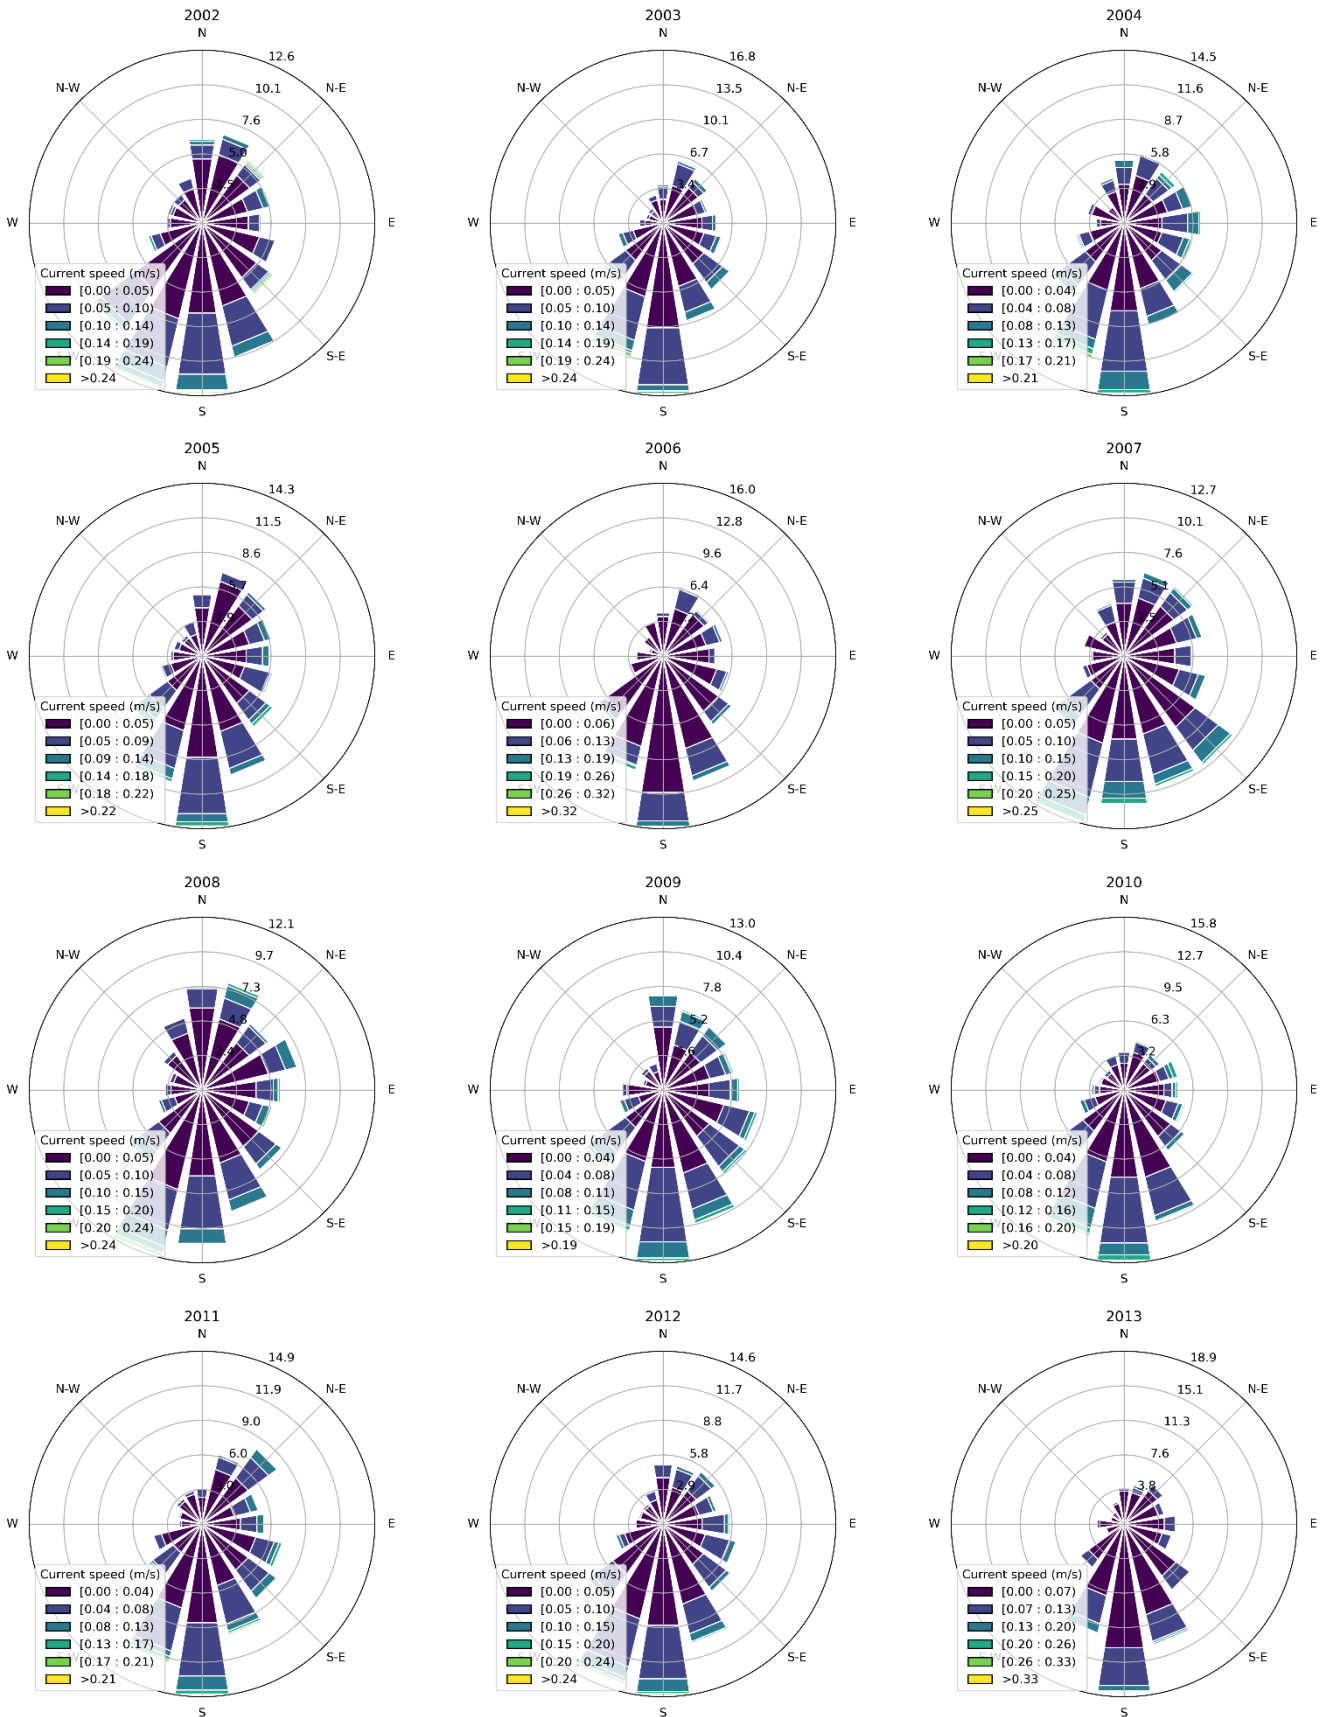 2002
N
12.6
10.1
N-W
N-E
7.6
5.0
2.5
W
E
Current speed (m/s)
[0.00 : 0.05)
[0.05 : 0.10)
[0.10 : 0.14)
[0.14 : 0.19)
[0.19 : 0.24)
>0.24
S-W
S-E
S
2003
N
16.8
13.5
N-W
N-E
10.1
6.7
3.4
W
E
Current speed (m/s)
[0.00 : 0.05)
[0.05 : 0.10)
[0.10 : 0.14)
[0.14 : 0.19)
[0.19 : 0.24)
>0.24
S-W
S-E
S
2004
N
14.5
11.6
N-W
N-E
8.7
5.8
2.9
W
E
Current speed (m/s)
[0.00 : 0.04)
[0.04 : 0.08)
[0.08 : 0.13)
[0.13 : 0.17)
[0.17 : 0.21)
>0.21
S-W
S-E
S
2005
N
14.3
11.5
N-W
N-E
8.6
5.7
2.9
W
E
Current speed (m/s)
[0.00 : 0.05)
[0.05 : 0.09)
[0.09 : 0.14)
[0.14 : 0.18)
[0.18 : 0.22)
>0.22
S-W
S-E
S
2006
N
16.0
12.8
N-W
N-E
9.6
6.4
3.2
W
E
Current speed (m/s)
[0.00 : 0.06)
[0.06 : 0.13)
[0.13 : 0.19)
[0.19 : 0.26)
[0.26 : 0.32)
>0.32
S-W
S-E
S
2007
N
12.7
10.1
N-W
N-E
7.6
5.1
2.5
W
E
Current speed (m/s)
[0.00 : 0.05)
[0.05 : 0.10)
[0.10 : 0.15)
[0.15 : 0.20)
[0.20 : 0.25)
>0.25
S-W
S-E
S
2008
N
12.1
9.7
N-W
N-E
7.3
4.8
2.4
W
E
Current speed (m/s)
[0.00 : 0.05)
[0.05 : 0.10)
[0.10 : 0.15)
[0.15 : 0.20)
[0.20 : 0.24)
>0.24
S-W
S-E
S
2009
N
13.0
10.4
N-W
N-E
7.8
5.2
2.6
W
E
Current speed (m/s)
[0.00 : 0.04)
[0.04 : 0.08)
[0.08 : 0.11)
[0.11 : 0.15)
[0.15 : 0.19)
>0.19
S-W
S-E
S
2010
N
15.8
12.7
N-W
N-E
9.5
6.3
3.2
W
E
Current speed (m/s)
[0.00 : 0.04)
[0.04 : 0.08)
[0.08 : 0.12)
[0.12 : 0.16)
[0.16 : 0.20)
>0.20
S-W
S-E
S
2011
N
14.9
11.9
N-W
N-E
9.0
6.0
3.0
W
E
Current speed (m/s)
[0.00 : 0.04)
[0.04 : 0.08)
[0.08 : 0.13)
[0.13 : 0.17)
[0.17 : 0.21)
>0.21
S-W
S-E
S
2012
N
14.6
11.7
N-W
N-E
8.8
5.8
2.9
W
E
Current speed (m/s)
[0.00 : 0.05)
[0.05 : 0.10)
[0.10 : 0.15)
[0.15 : 0.20)
[0.20 : 0.24)
>0.24
S-W
S-E
S
2013
N
18.9
15.1
N-W
N-E
11.3
7.6
3.8
W
E
Current speed (m/s)
[0.00 : 0.07)
[0.07 : 0.13)
[0.13 : 0.20)
[0.20 : 0.26)
[0.26 : 0.33)
>0.33
S-W
S-E
S